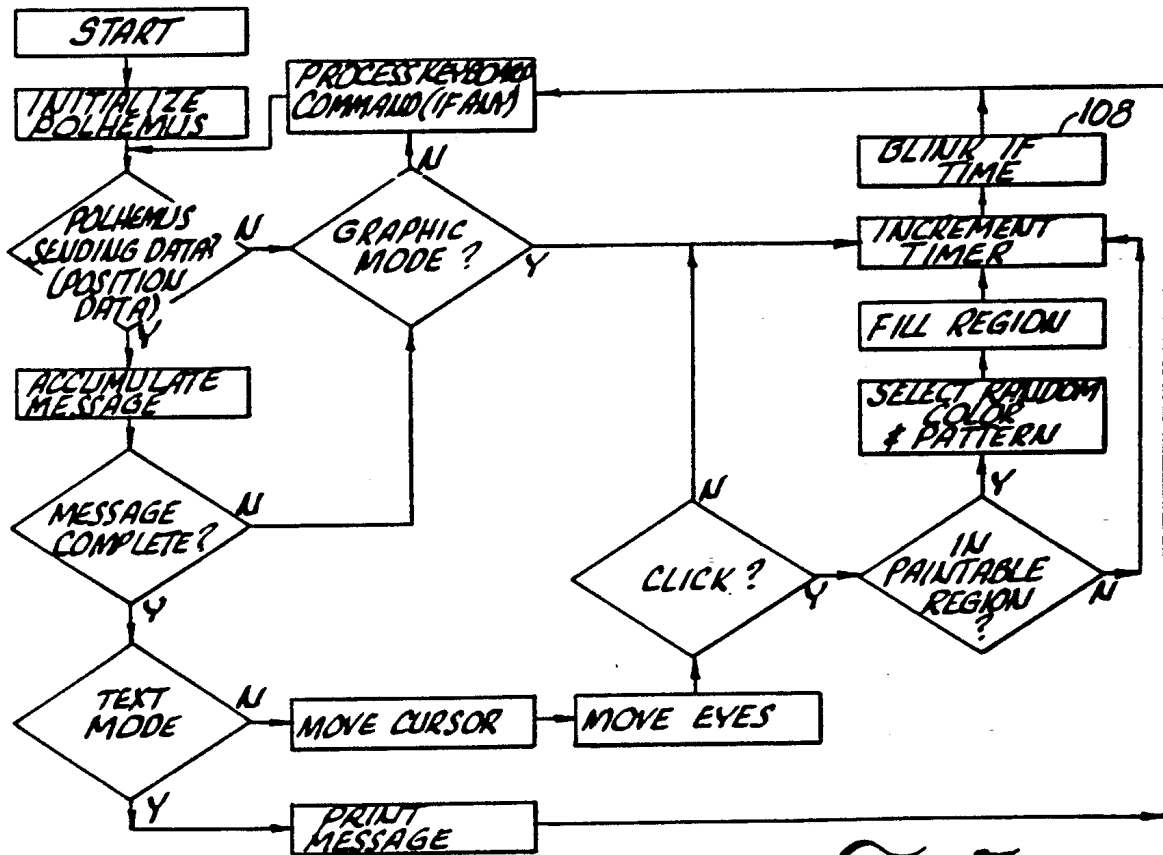 START
INITIALIZE
POLHEMUS
PROCESS KEYBOARD
COMMAND (IF ANY)
108
BLINK IF
TIME
N
POLHEMUS
SENDING DATA?
(POSITION
DATA)
N
Y
GRAPHIC
MODE ?
Y
INCREMENT
TIMER
FILL REGION
ACCUMULATE
MESSAGE
SELECT RANDOM
COLOR
& PATTERN
Y
MESSAGE
COMPLETE?
N
Y
N
CLICK ?
Y
IN
PAINTABLE
REGION
?
N
TEXT
MODE
N
Y
MOVE CURSOR
MOVE EYES
PRINT
MESSAGE